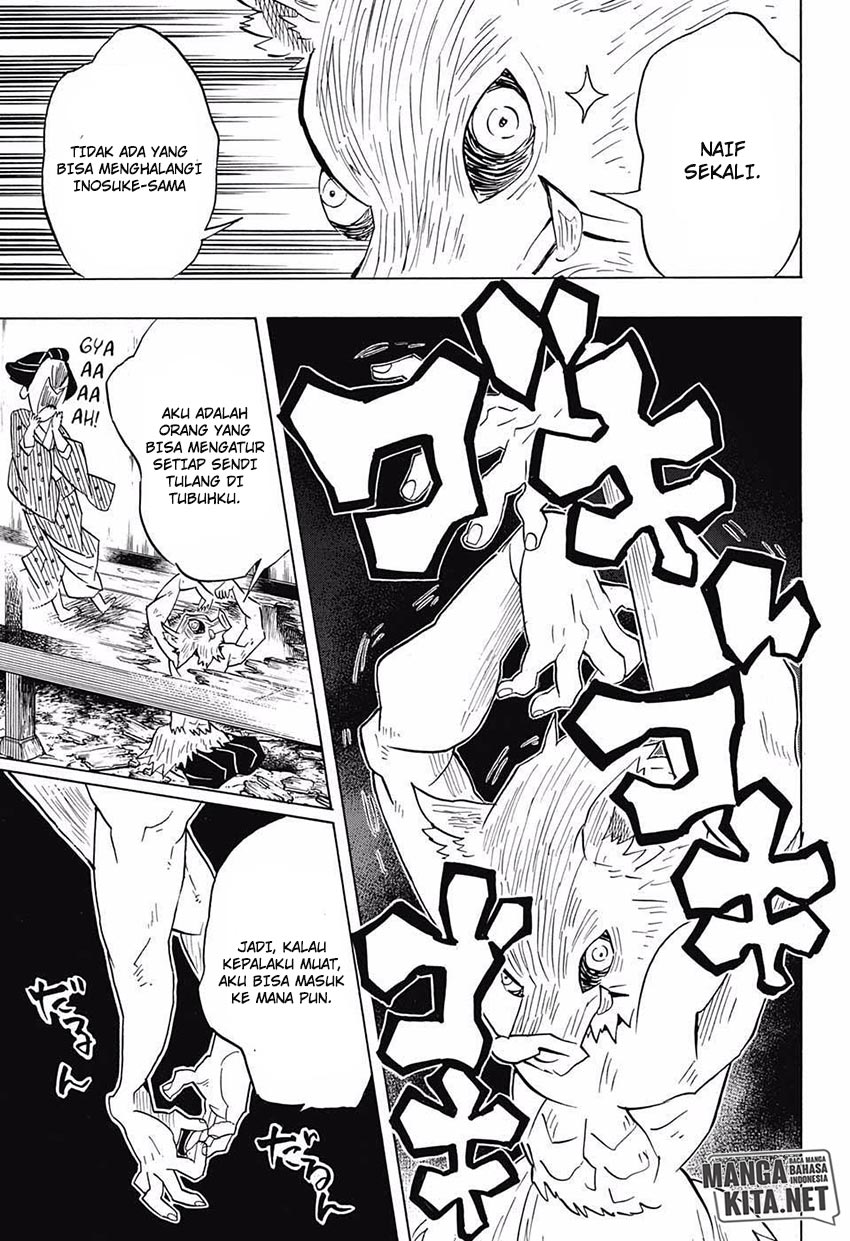 NAIF
SEKALI.
TIDAK ADA YANG
BISA MENGHALANGI
INOSUKE-SAMA
ゴキ
ゴキ
ゴキ
GYA
AA
AA
AH!
AKU ADALAH
ORANG YANG
BISA MENGATUR
SETIAP SENDI
TULANG DI
TUBUHKU.
JADI, KALAU
KEPALAKU MUAT,
AKU BISA MASUK
KE MANA PUN.
だるん
だるん
MANGA
KITA.NET
BACA MANGA
BAHASA
INDONESIA